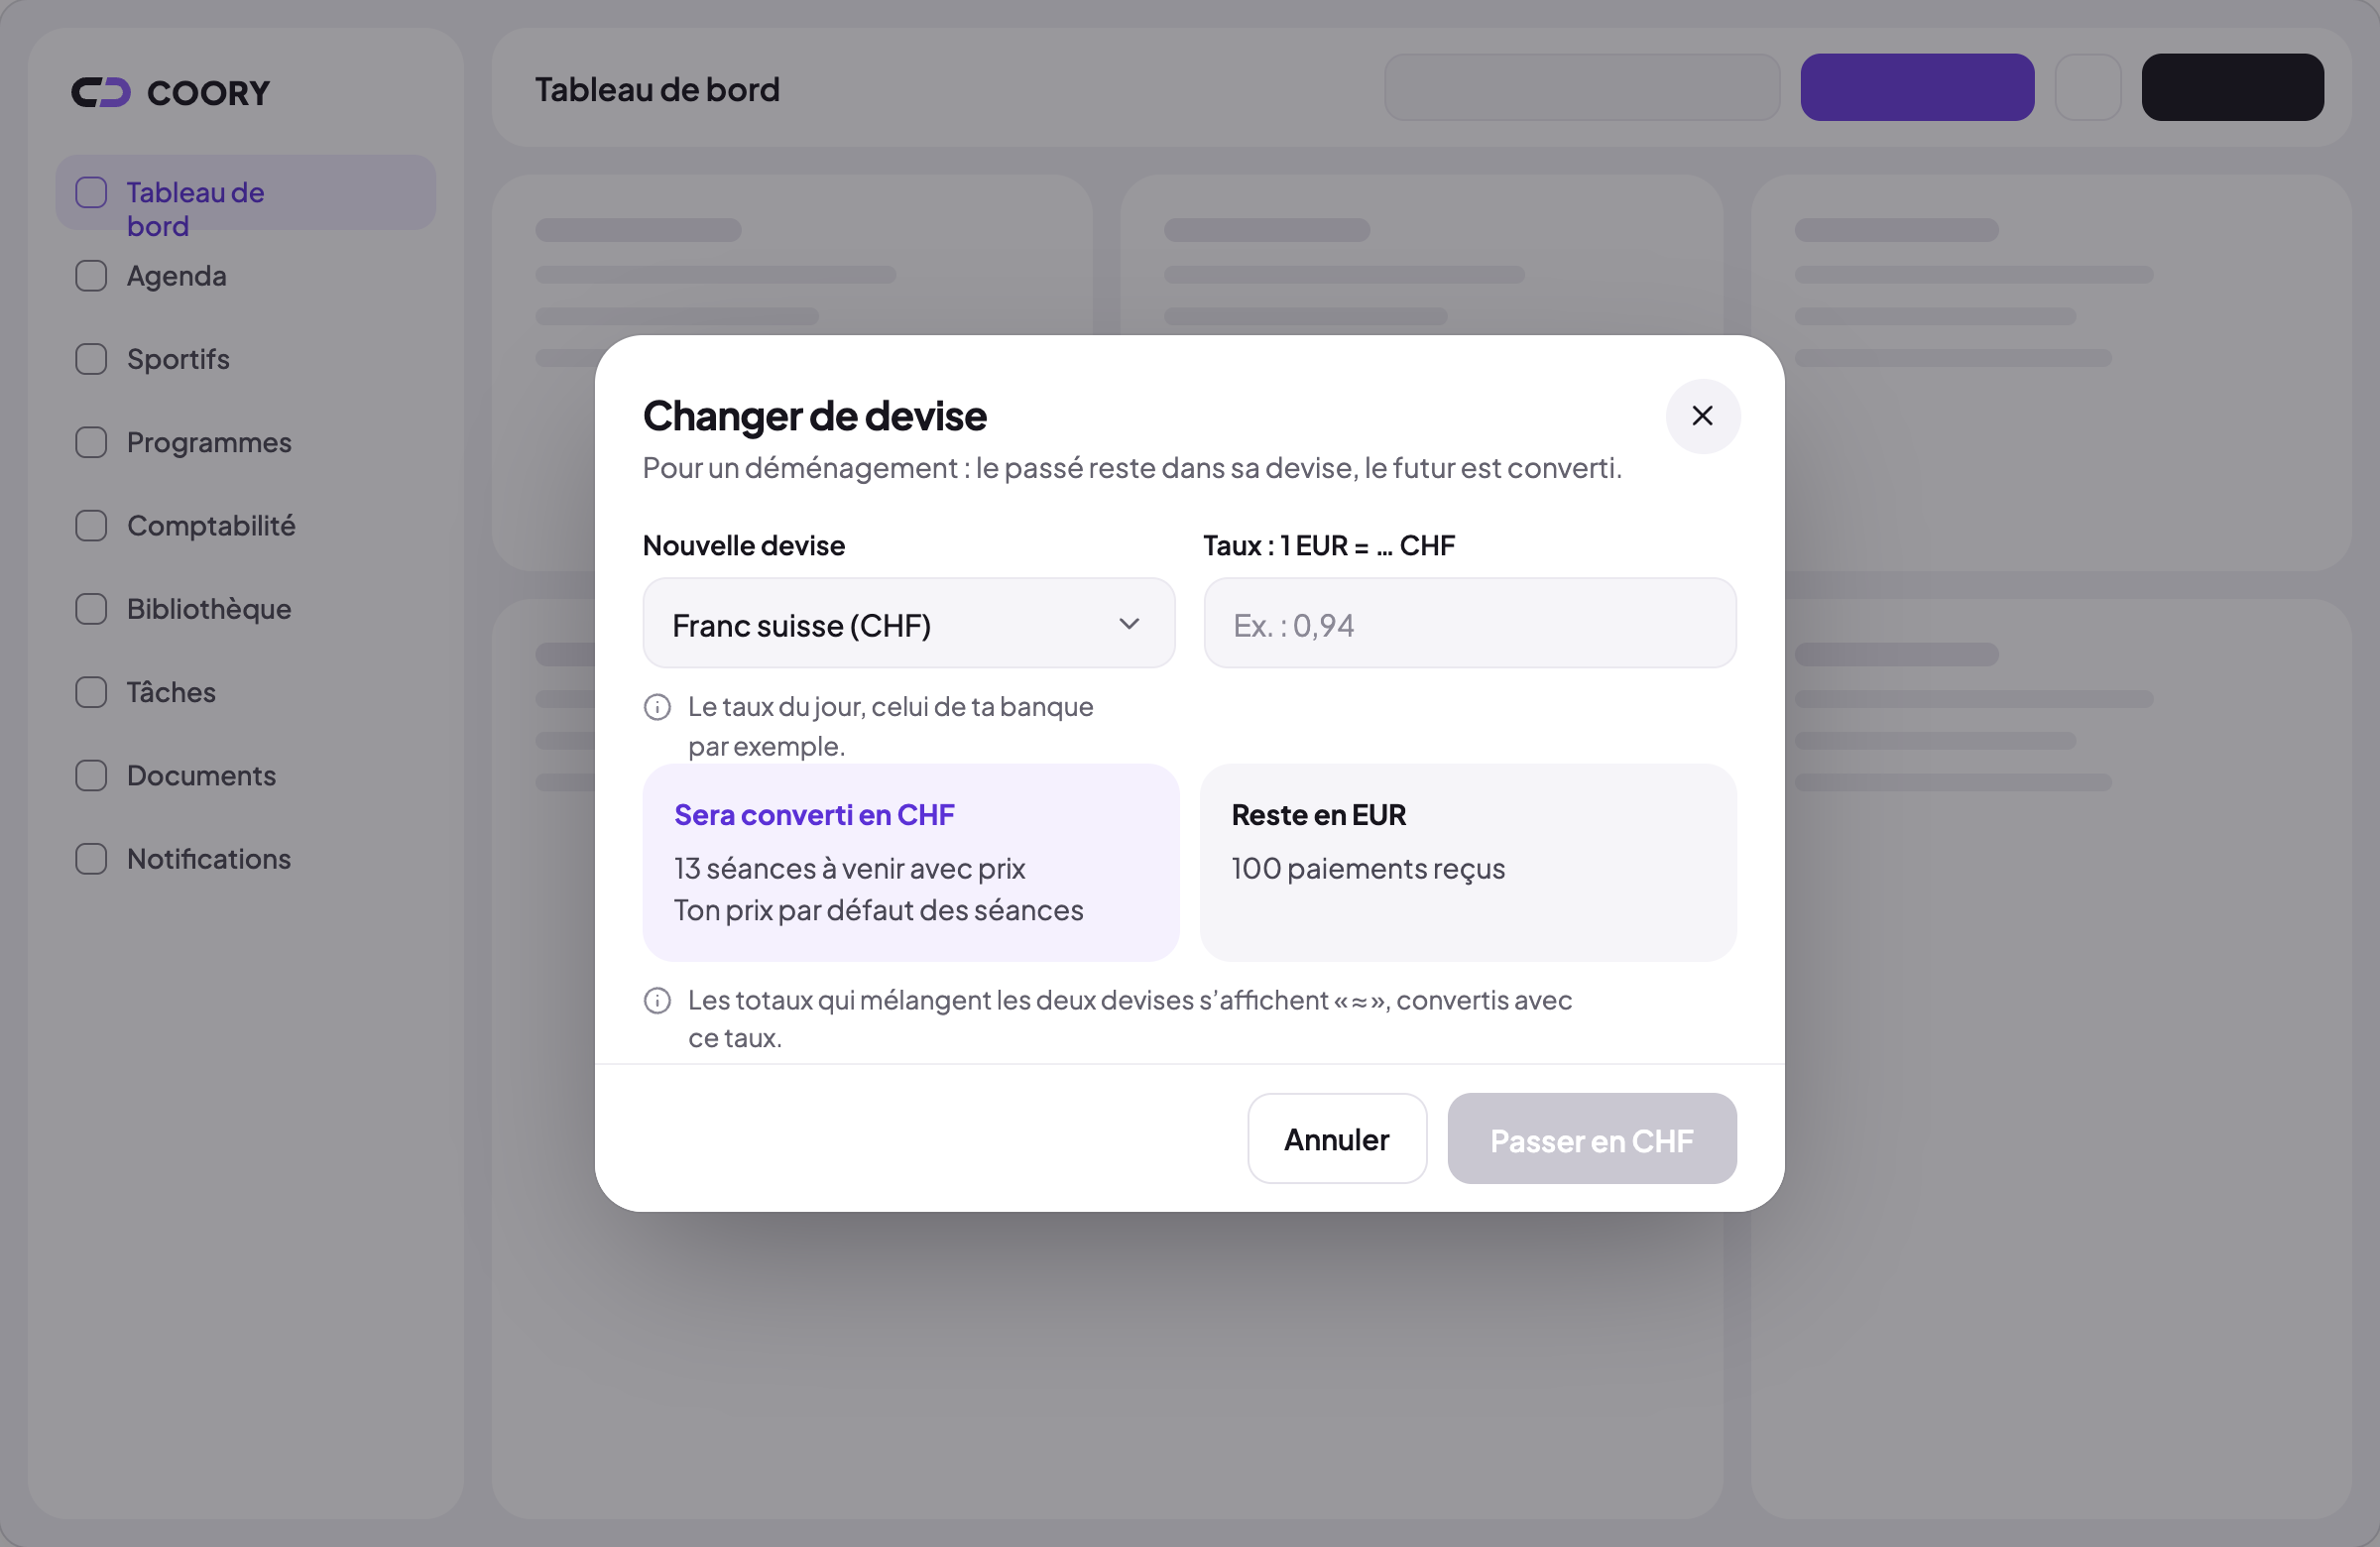 COORY
Tableau de bord
Tableau de
bord
Agenda
Sportifs
Programmes
Comptabilité
Bibliothèque
Tâches
Documents
Notifications
Changer de devise
Pour un déménagement : le passé reste dans sa devise, le futur est converti.
Nouvelle devise
Franc suisse (CHF)
Taux : 1 EUR = … CHF
Ex. : 0,94
Le taux du jour, celui de ta banque
par exemple.
Sera converti en CHF
13 séances à venir avec prix
Ton prix par défaut des séances
Reste en EUR
100 paiements reçus
Les totaux qui mélangent les deux devises s’affichent « ≈ », convertis avec
ce taux.
Annuler
Passer en CHF